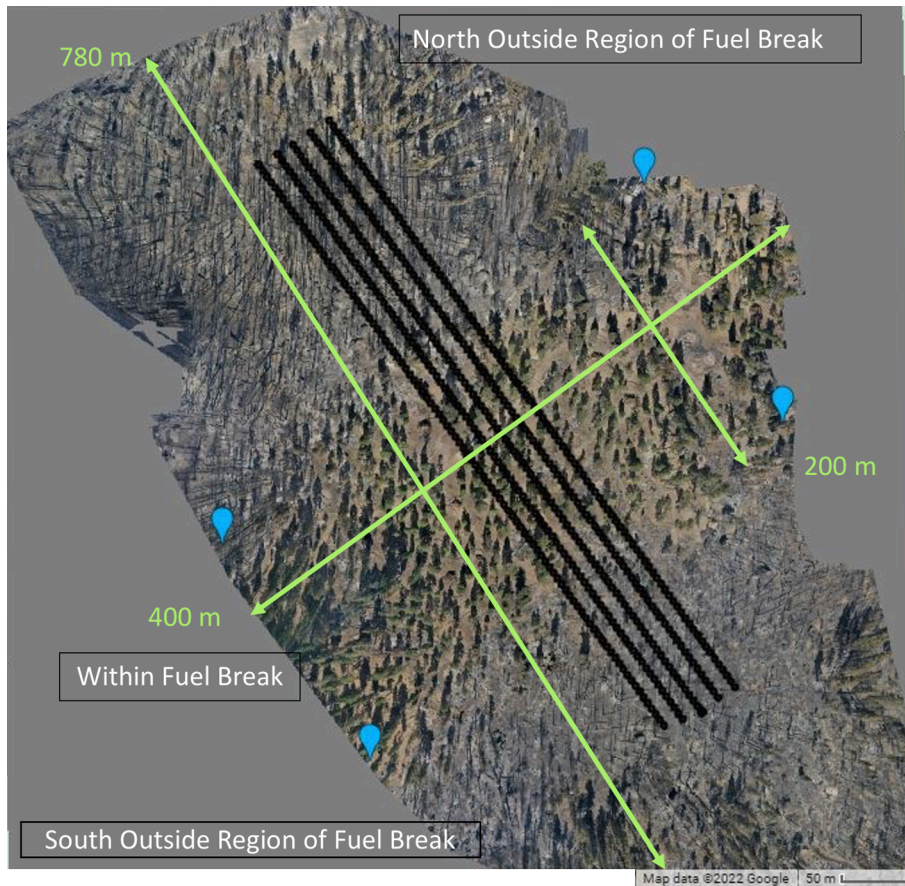 North Outside Region of Fuel Break
780 m
200 m
400 m
Within Fuel Break
South Outside Region of Fuel Break
Map data ©2022 Google 50 m